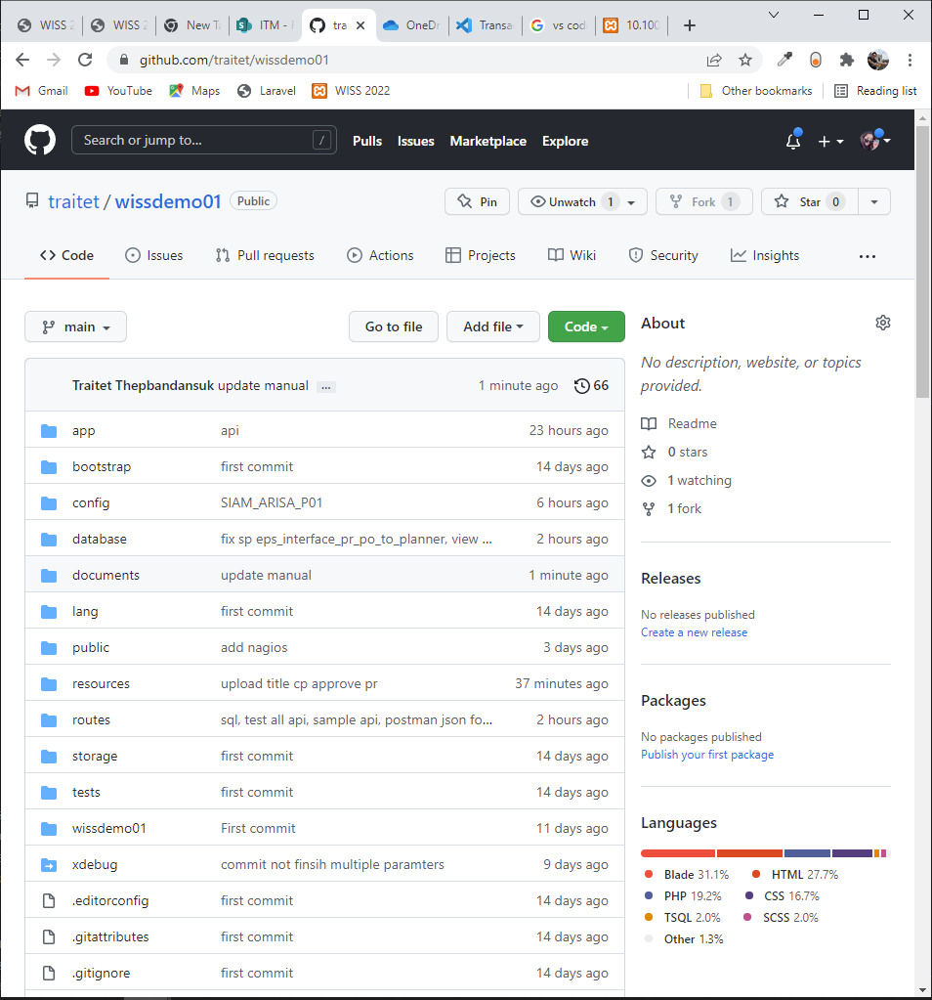 WISS 2
WISS 2
New T
ITM -
tra
OneDr
Transa
vs cod
10.100
github.com/traitet/wissdemo01
Gmail YouTube Maps Laravel WISS 2022 Other bookmarks Reading list
Search or jump to... / Pulls Issues Marketplace Explore
traitet / wissdemo01 Public Pin Unwatch 1 Fork 1 Star 0
Code Issues Pull requests Actions Projects Wiki Security Insights ...
main Go to file Add file Code
Traitet Thepbandansuk update manual ... 1 minute ago 66
app api 23 hours ago
bootstrap first commit 14 days ago
config SIAM_ARISA_P01 6 hours ago
database fix sp eps_interface_pr_po_to_planner, view ... 2 hours ago
documents update manual 1 minute ago
lang first commit 14 days ago
public add nagios 3 days ago
resources upload title cp approve pr 37 minutes ago
routes sql, test all api, sample api, postman json fo... 2 hours ago
storage first commit 14 days ago
tests first commit 14 days ago
wissdemo01 First commit 11 days ago
xdebug commit not finsih multiple paramters 9 days ago
.editorconfig first commit 14 days ago
.gitattributes first commit 14 days ago
.gitignore first commit 14 days ago
About
No description, website, or topics
provided.
Readme
0 stars
1 watching
1 fork
Releases
No releases published
Create a new release
Packages
No packages published
Publish your first package
Languages
Blade 31.1% HTML 27.7%
PHP 19.2% CSS 16.7%
TSQL 2.0% SCSS 2.0%
Other 1.3%